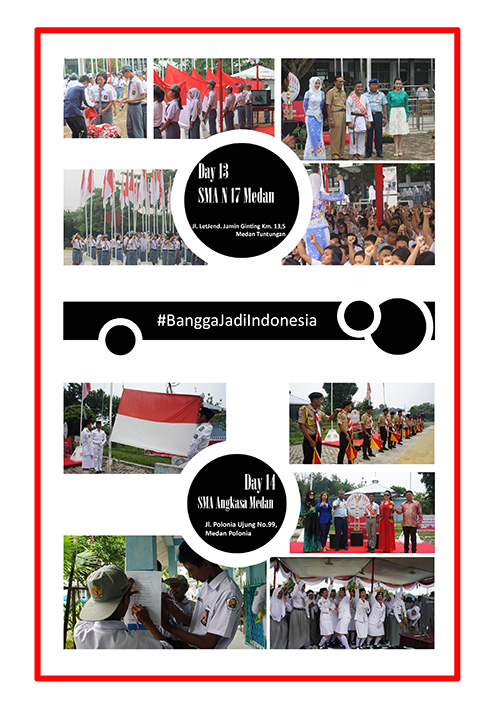 Day 13
SMA N 17 Medan
Jl. LetJend. Jamin Ginting Km. 13,5
Medan Tuntungan
#BanggaJadiIndonesia
Day 14
SMA Angkasa Medan
Jl. Polonia Ujung No.99,
Medan Polonia